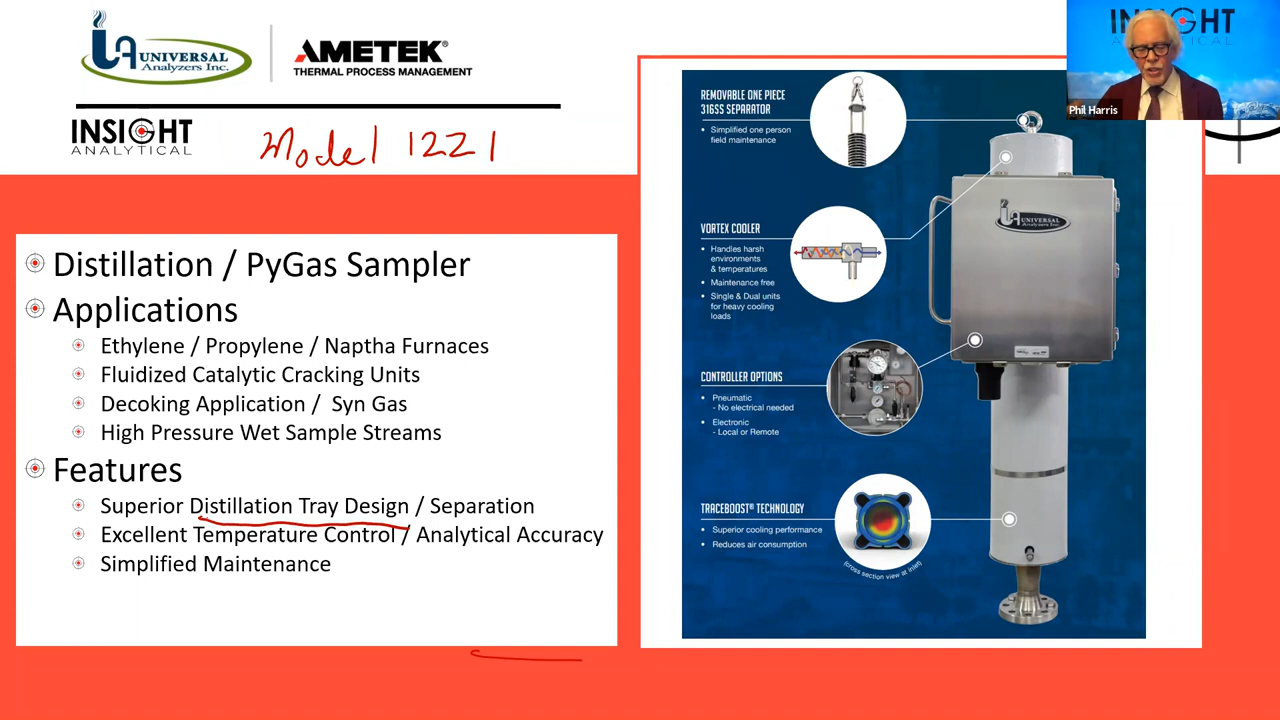 UNIVERSAL
Analyzers Inc.
AMETEK®
THERMAL PROCESS MANAGEMENT
INSIGHT
ANALYTICAL
Model 1221
Distillation / PyGas Sampler
Applications
Ethylene / Propylene / Naptha Furnaces
Fluidized Catalytic Cracking Units
Decoking Application / Syn Gas
High Pressure Wet Sample Streams
Features
Superior Distillation Tray Design / Separation
Excellent Temperature Control / Analytical Accuracy
Simplified Maintenance
REMOVABLE ONE PIECE
316SS SEPARATOR
• Simplified one person
field maintenance
VORTEX COOLER
• Handles harsh
environments
& temperatures
• Maintenance free
• Single & Dual units
for heavy cooling
loads
CONTROLLER OPTIONS
• Pneumatic
- No electrical needed
• Electronic
- Local or Remote
TRACEBOOST® TECHNOLOGY
• Superior cooling performance
• Reduces air consumption
(cross section view at inlet)
UNIVERSAL
Analyzers Inc.
INSIGHT
ANALYTICAL
Phil Harris